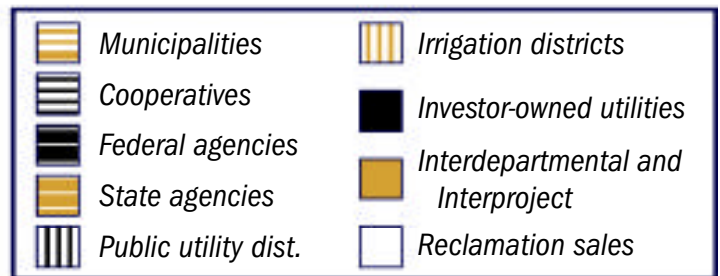 Municipalities
Cooperatives
Federal agencies
State agencies
Public utility dist.
Irrigation districts
Investor-owned utilities
Interdepartmental and
Interproject
Reclamation sales